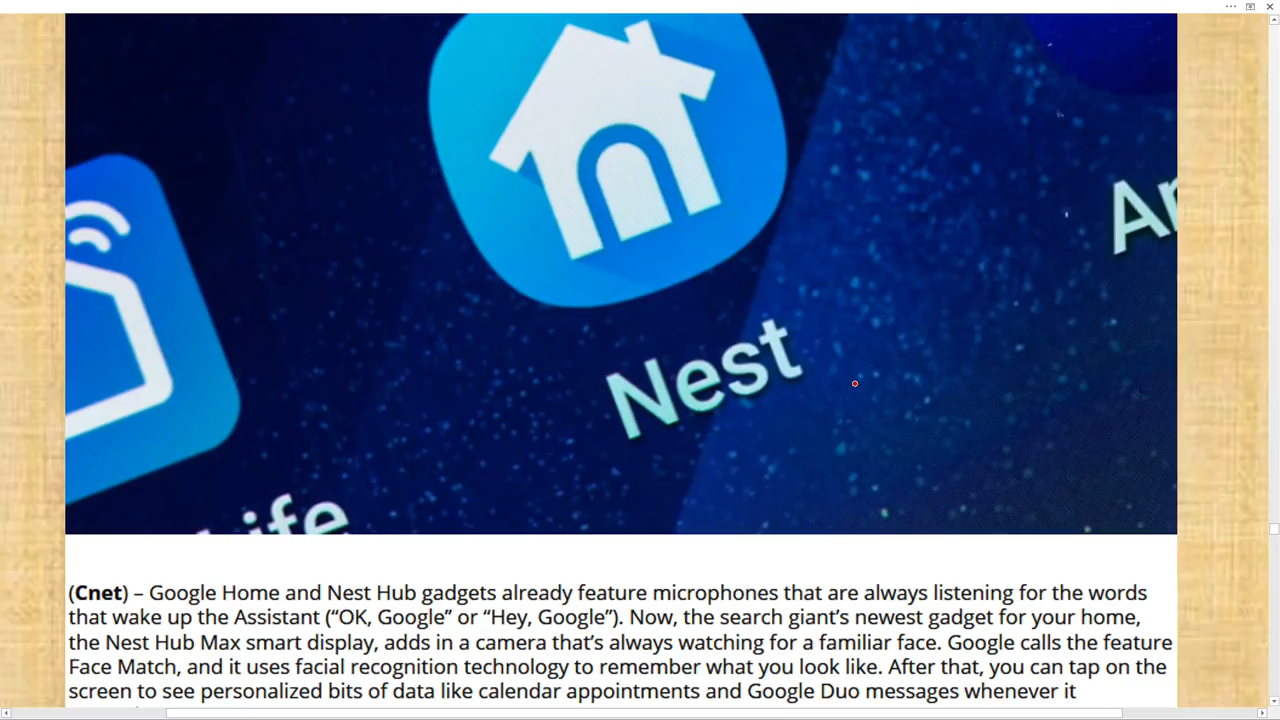 Ar
Nest
Life
(Cnet) – Google Home and Nest Hub gadgets already feature microphones that are always listening for the words
that wake up the Assistant (“OK, Google” or “Hey, Google”). Now, the search giant’s newest gadget for your home,
the Nest Hub Max smart display, adds in a camera that’s always watching for a familiar face. Google calls the feature
Face Match, and it uses facial recognition technology to remember what you look like. After that, you can tap on the
screen to see personalized bits of data like calendar appointments and Google Duo messages whenever it